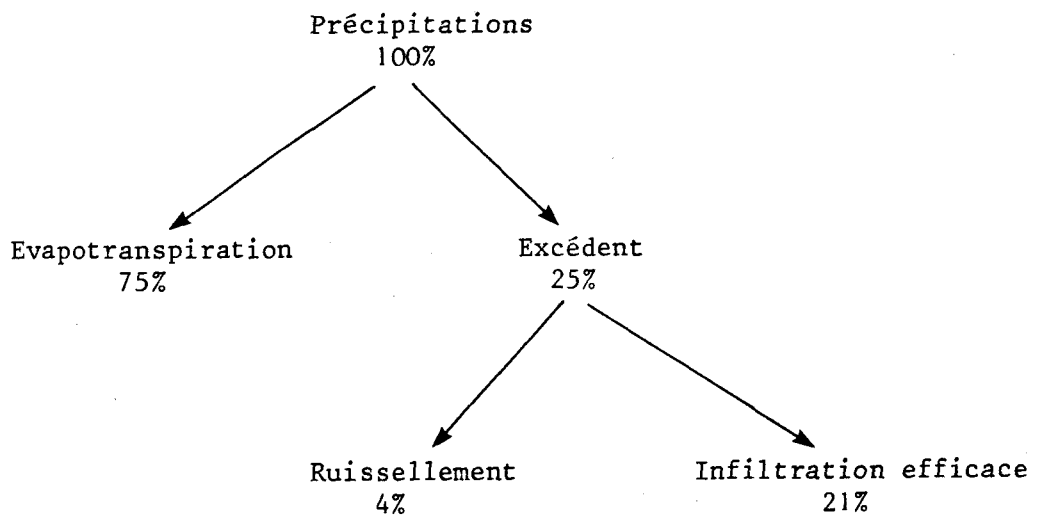 Précipitations
100%
Evapotranspiration
75%
Excédent
25%
Ruissellement
4%
Infiltration efficace
21%